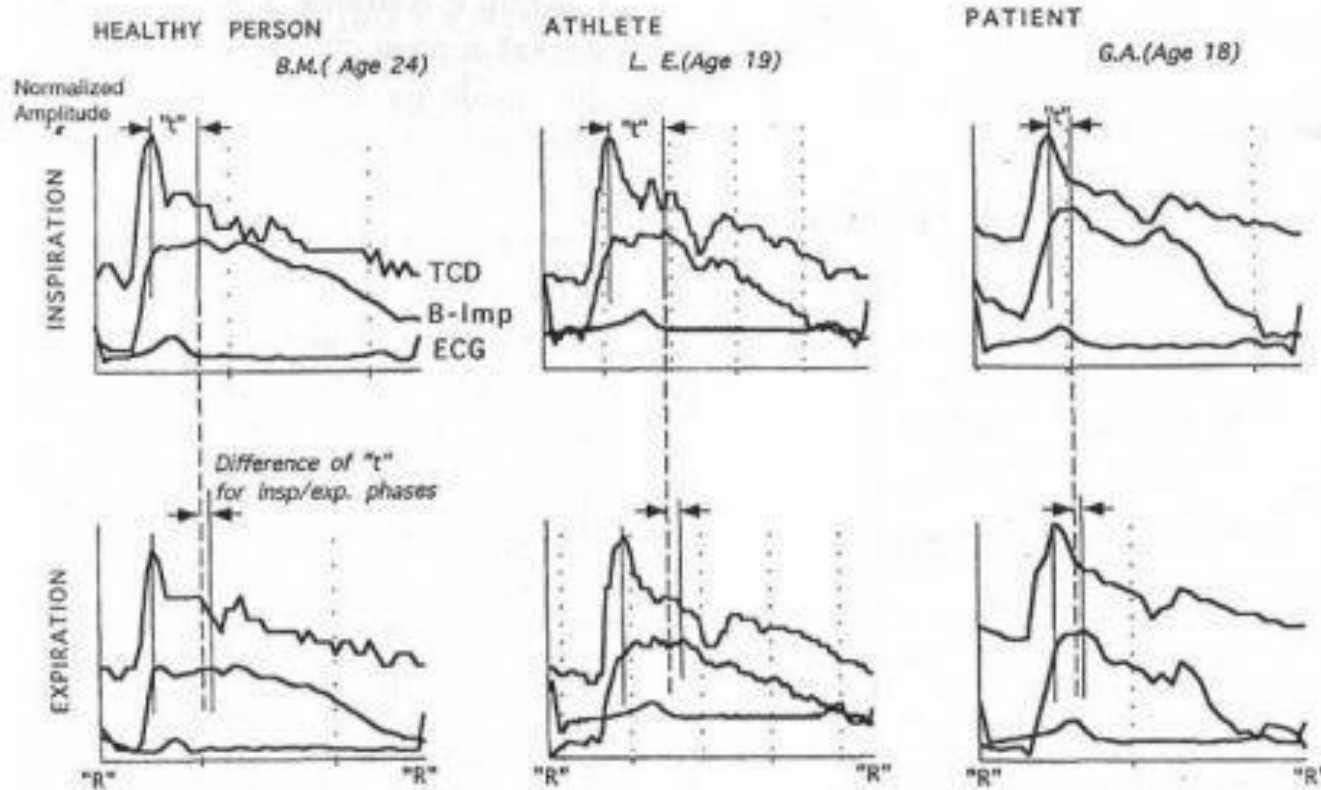 HEALTHY PERSON
B.M.( Age 24)
ATHLETE
L. E.(Age 19)
PATIENT
G.A.(Age 18)
Normalized
Amplitude
"t"
"t"
"t"
INSPIRATION
TCD
B-Imp
ECG
Difference of "t"
for insp/exp. phases
EXPIRATION
"R"
"R"
"R"
"R"
"R"
"R"